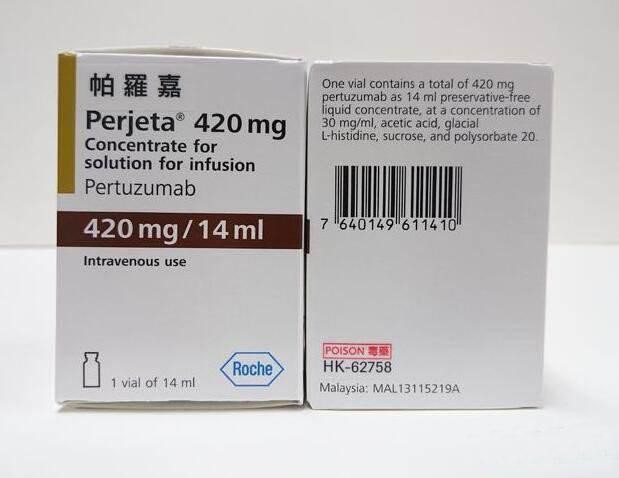 帕羅嘉
Perjeta® 420 mg
Concentrate for
solution for infusion
Pertuzumab
420 mg / 14 ml
Intravenous use
1 vial of 14 ml
Roche
One vial contains a total of 420 mg
pertuzumab as 14 ml preservative-free
liquid concentrate, at a concentration of
30 mg/ml, acetic acid, glacial
L-histidine, sucrose, and polysorbate 20.
7 640149 611410
POISON 毒藥
HK-62758
Malaysia: MAL13115219A